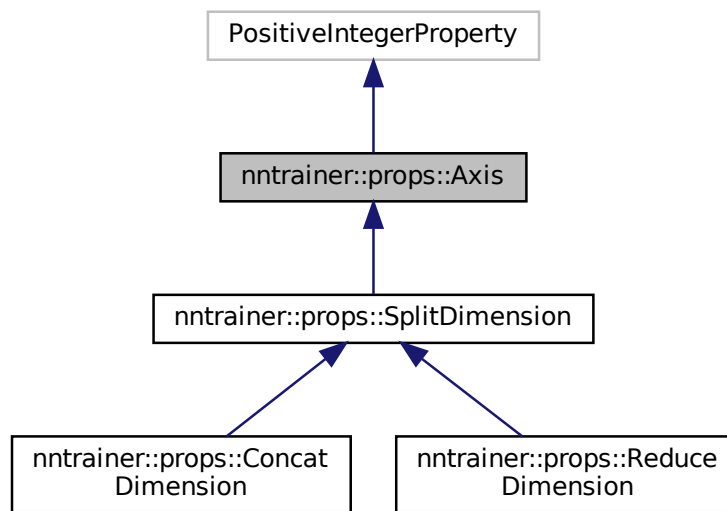 PositiveIntegerProperty
nntrainer::props::Axis
nntrainer::props::SplitDimension
nntrainer::props::Concat
Dimension
nntrainer::props::Reduce
Dimension